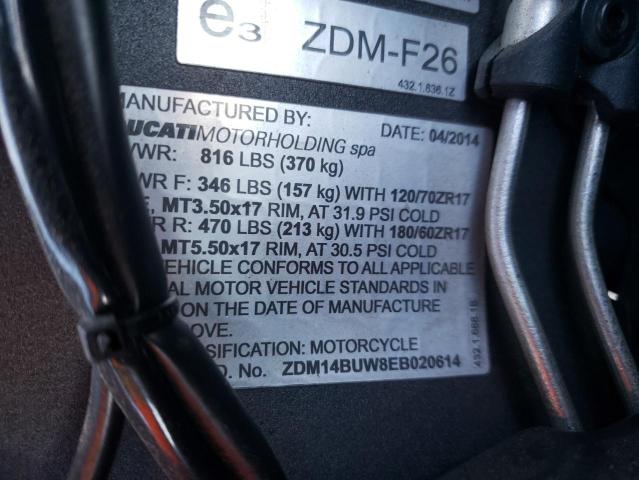 e3 ZDM-F26
432.1.636.1Z
MANUFACTURED BY: DATE: 04/2014
DUCATIMOTORHOLDING spa
VWR: 816 LBS (370 kg)
WR F: 346 LBS (157 kg) WITH 120/70ZR17
E, MT3.50x17 RIM, AT 31.9 PSI COLD
R R: 470 LBS (213 kg) WITH 180/60ZR17
MT5.50x17 RIM, AT 30.5 PSI COLD
VEHICLE CONFORMS TO ALL APPLICABLE
AL MOTOR VEHICLE STANDARDS IN
ON THE DATE OF MANUFACTURE
OVE.
SIFICATION: MOTORCYCLE
D. No. ZDM14BUW8EB020614
432.1.668.1B